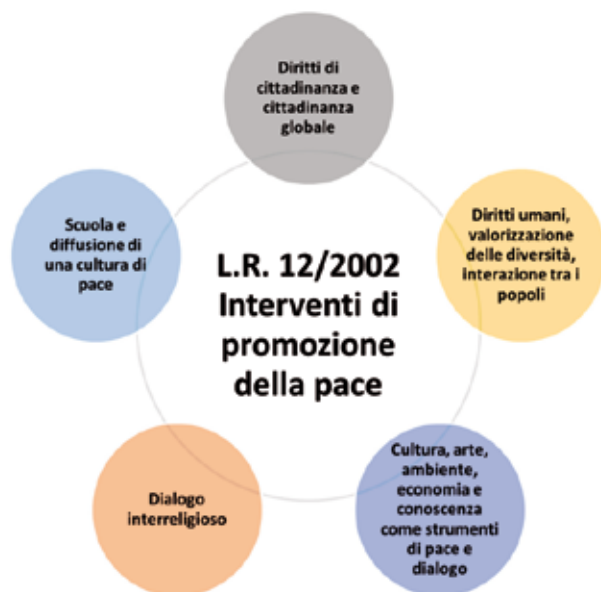 Diritti di
cittadinanza e
cittadinanza
globale
Scuola e
diffusione di
una cultura di
pace
Diritti umani,
valorizzazione
delle diversità,
interazione tra i
popoli
L.R. 12/2002
Interventi di
promozione
della pace
Dialogo
interreligioso
Cultura, arte,
ambiente,
economia e
conoscenza
come strumenti
di pace e
dialogo